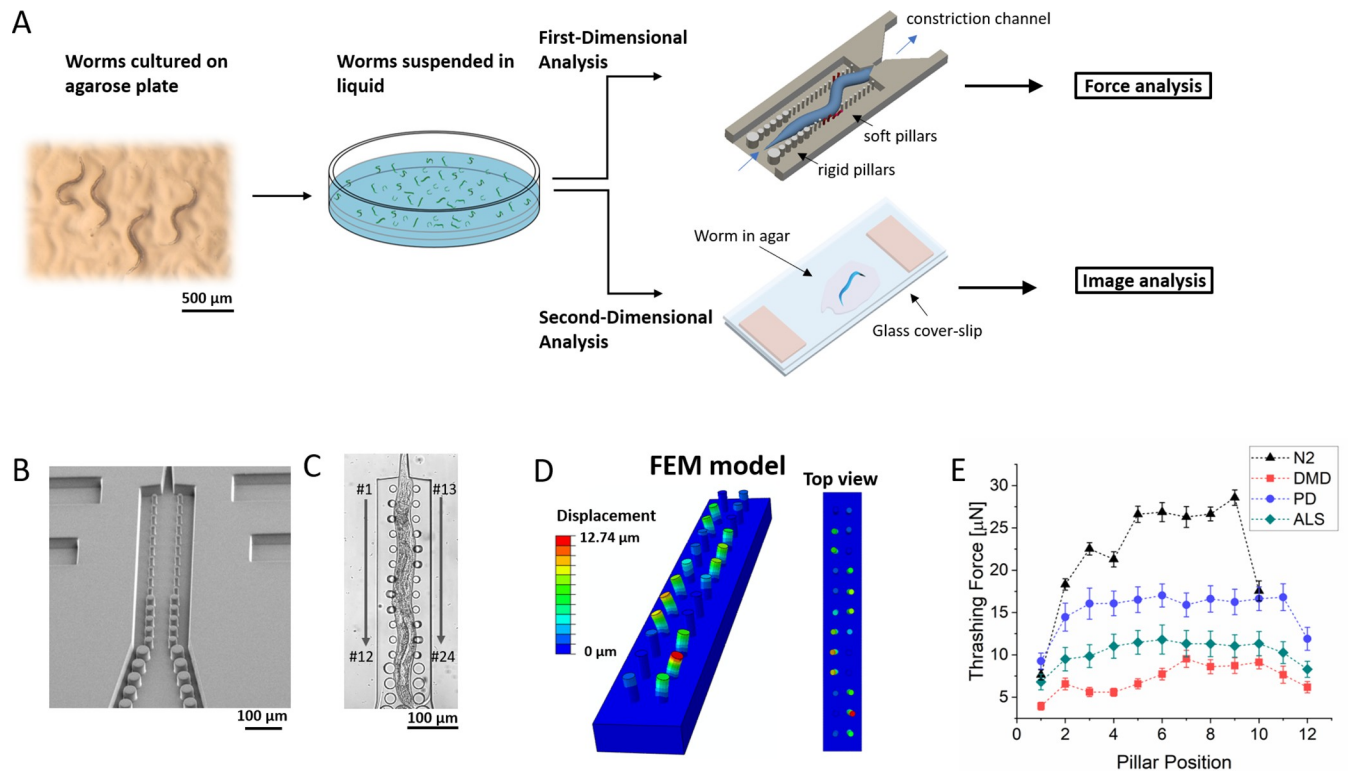 A
Worms cultured on
agarose plate
500 µm
Worms suspended in
liquid
First-Dimensional
Analysis
constriction channel
soft pillars
rigid pillars
Force analysis
Second-Dimensional
Analysis
Worm in agar
Glass cover-slip
Image analysis
B
100 µm
C
#1
#13
#12
#24
100 µm
D
FEM model
Displacement
12.74 µm
0 µm
Top view
E
N2
DMD
PD
ALS
Thrashing Force [µN]
30
25
20
15
10
5
0 2 4 6 8 10 12
Pillar Position